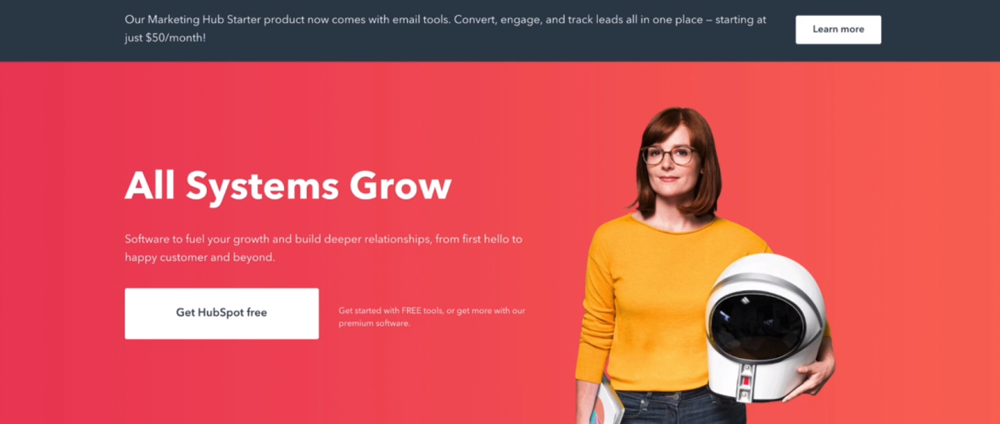 Our Marketing Hub Starter product now comes with email tools. Convert, engage, and track leads all in one place – starting at
just $50/month!
Learn more
All Systems Grow
Software to fuel your growth and build deeper relationships, from first hello to
happy customer and beyond.
Get HubSpot free
Get started with FREE tools, or get more with our
premium software.